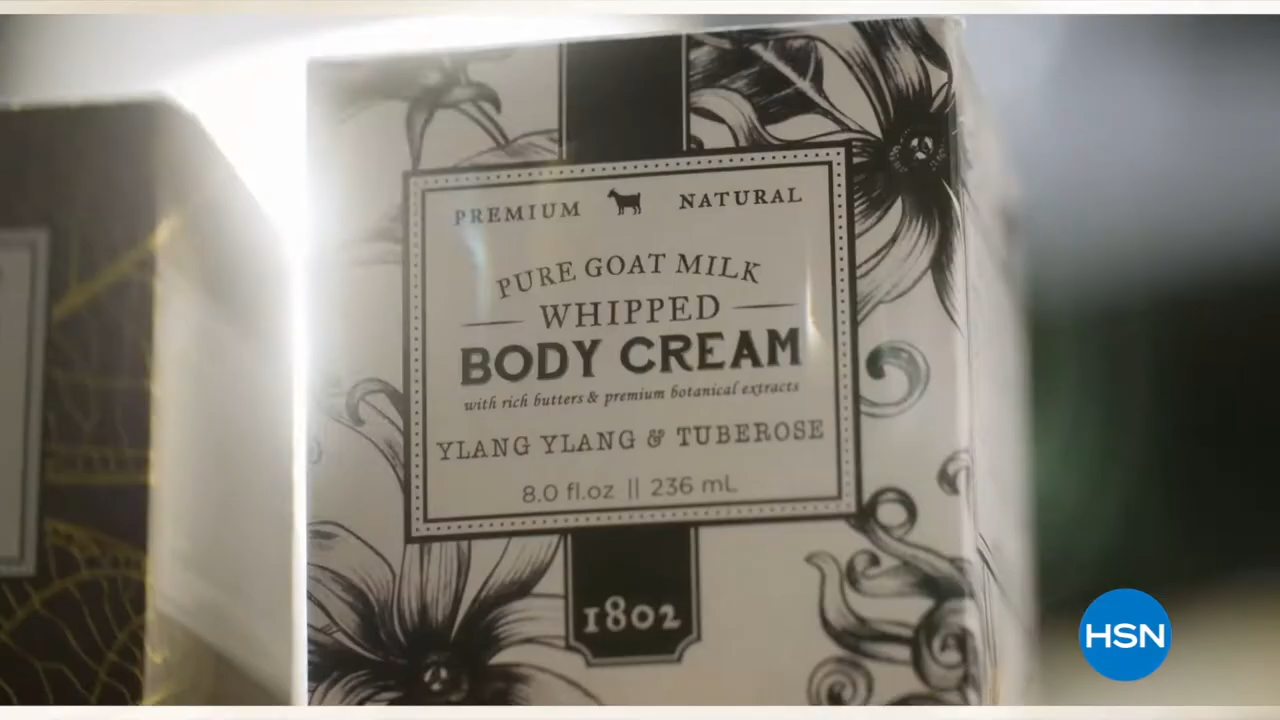 PREMIUM NATURAL
PURE GOAT MILK
WHIPPED
BODY CREAM
with rich butters & premium botanical extracts
YLANG YLANG & TUBEROSE
8.0 fl.oz || 236 mL
1802
HSN